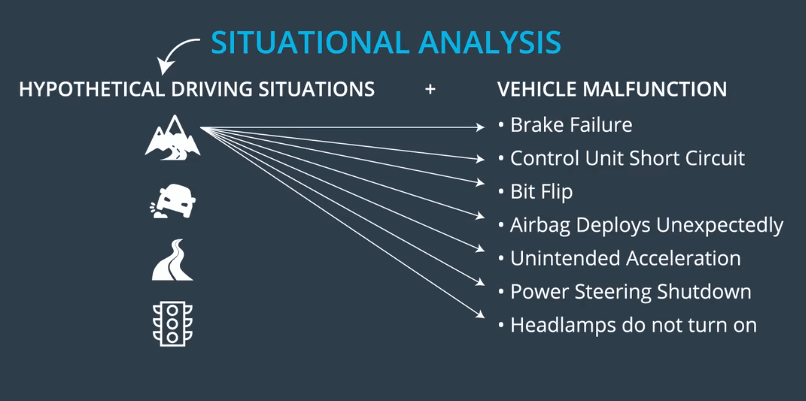 SITUATIONAL ANALYSIS
HYPOTHETICAL DRIVING SITUATIONS + VEHICLE MALFUNCTION
• Brake Failure
• Control Unit Short Circuit
• Bit Flip
• Airbag Deploys Unexpectedly
• Unintended Acceleration
• Power Steering Shutdown
• Headlamps do not turn on